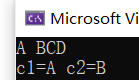 Microsoft Vi
A BCD
c1=A c2=B